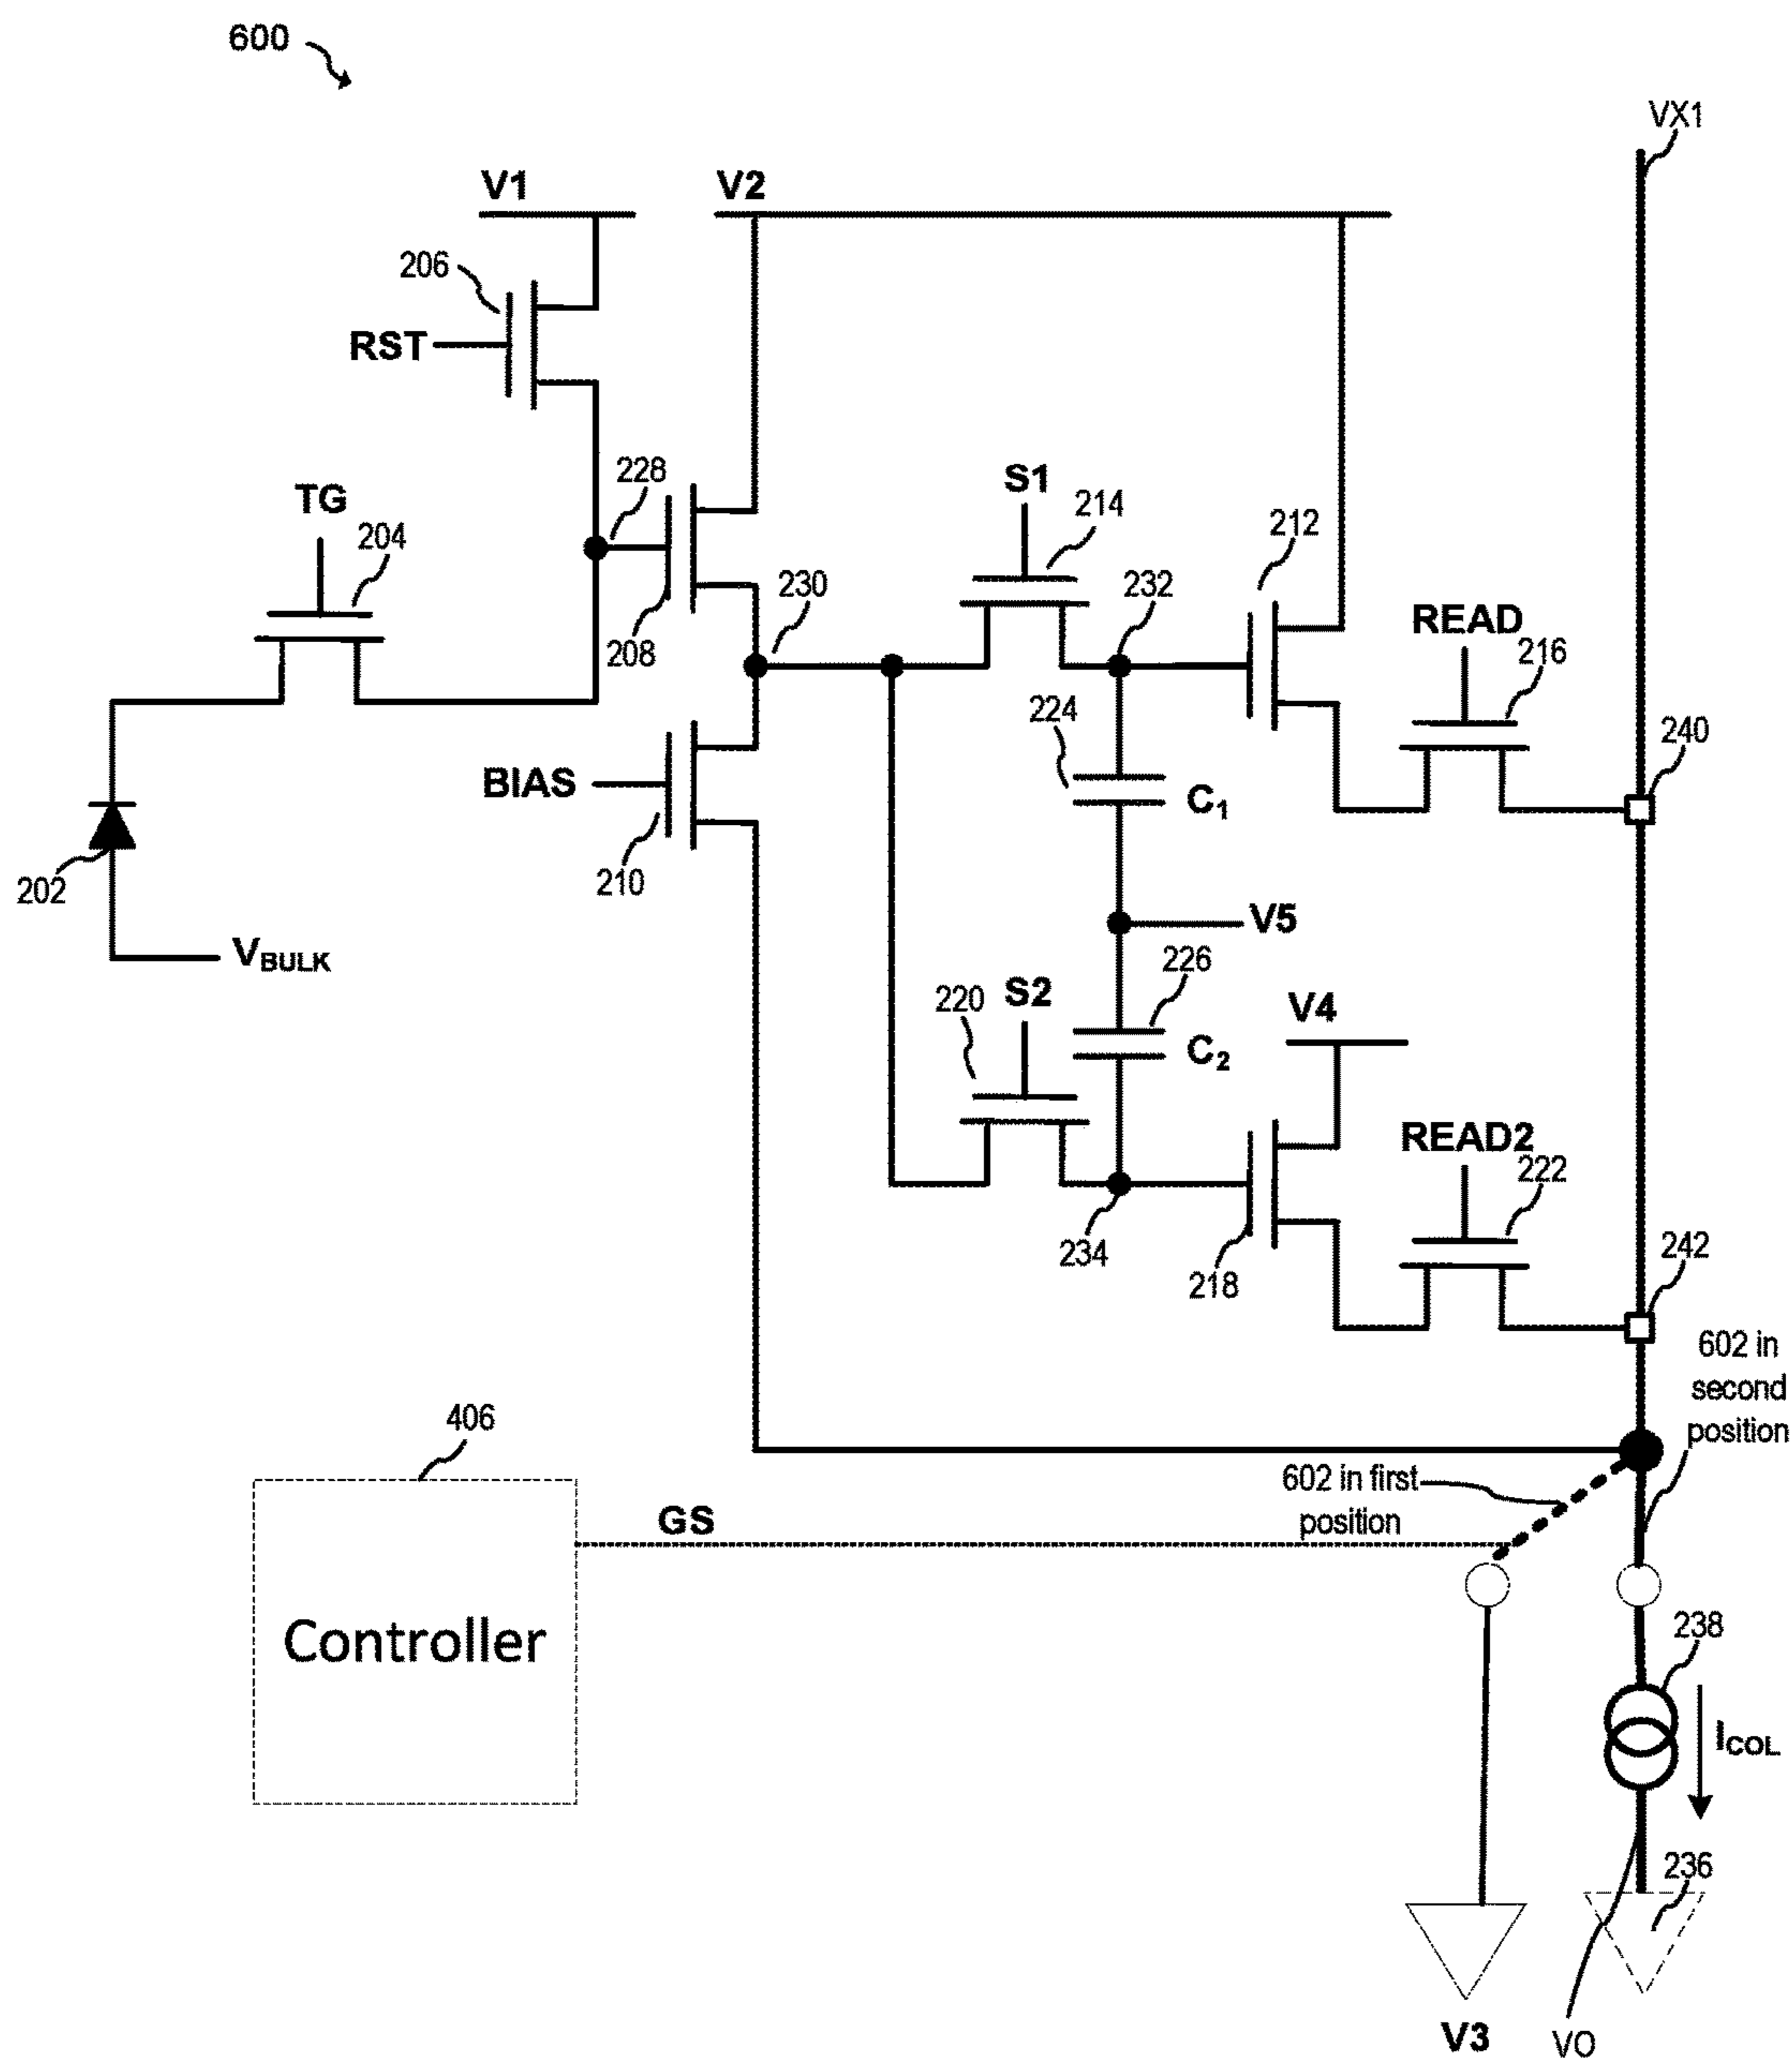 600
VX1
V1
V2
206
RST
228
S1
214
TG
204
212
230
232
READ
208
216
224
240
BIAS
C1
210
202
V5
VBULK
226
S2
220
V4
C2
READ2
222
234
242
218
602 in
second
position
406
602 in first
position
GS
Controller
238
ICOL
236
V3
VO